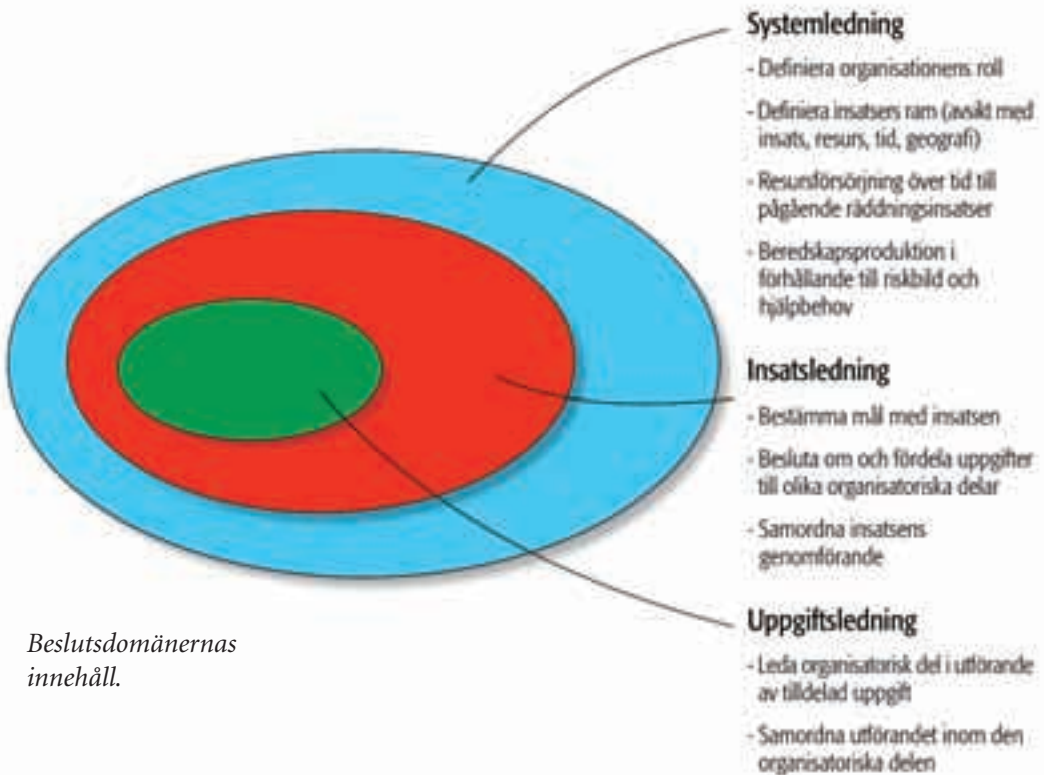 Systemledning
- Definiera organisationens roll
- Definiera insatsers ram (avsikt med
insats, resurs, tid, geografi)
- Resursförsörjning över tid till
pågående räddningsinsatser
- Beredskapsproduktion i
förhållande till riskbild och
hjälpbehov
Insatsledning
- Bestämma mål med insatsen
- Besluta om och fördela uppgifter
till olika organisatoriska delar
- Samordna insatsens
genomförande
Uppgiftsledning
- Leda organisatorisk del i utförande
av tilldelad uppgift
- Samordna utförandet inom den
organisatoriska delen
Beslutsdomänernas
innehåll.